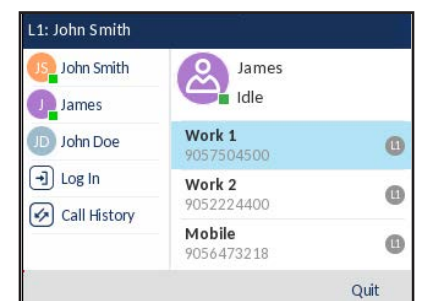 L1: John Smith
JS John Smith
J James
JD John Doe
Log In
Call History
James
Idle
Work 1
9057504500 L1
Work 2
9052224400 L1
Mobile
9056473218 L1
Quit